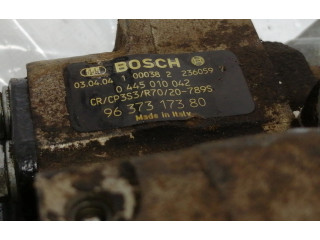 BOSCH
03.04.04 1 00038 2 236059
0 445 010 042
CR/CP3S3/R70/20-789S
96 373 173 80
Made in Italy